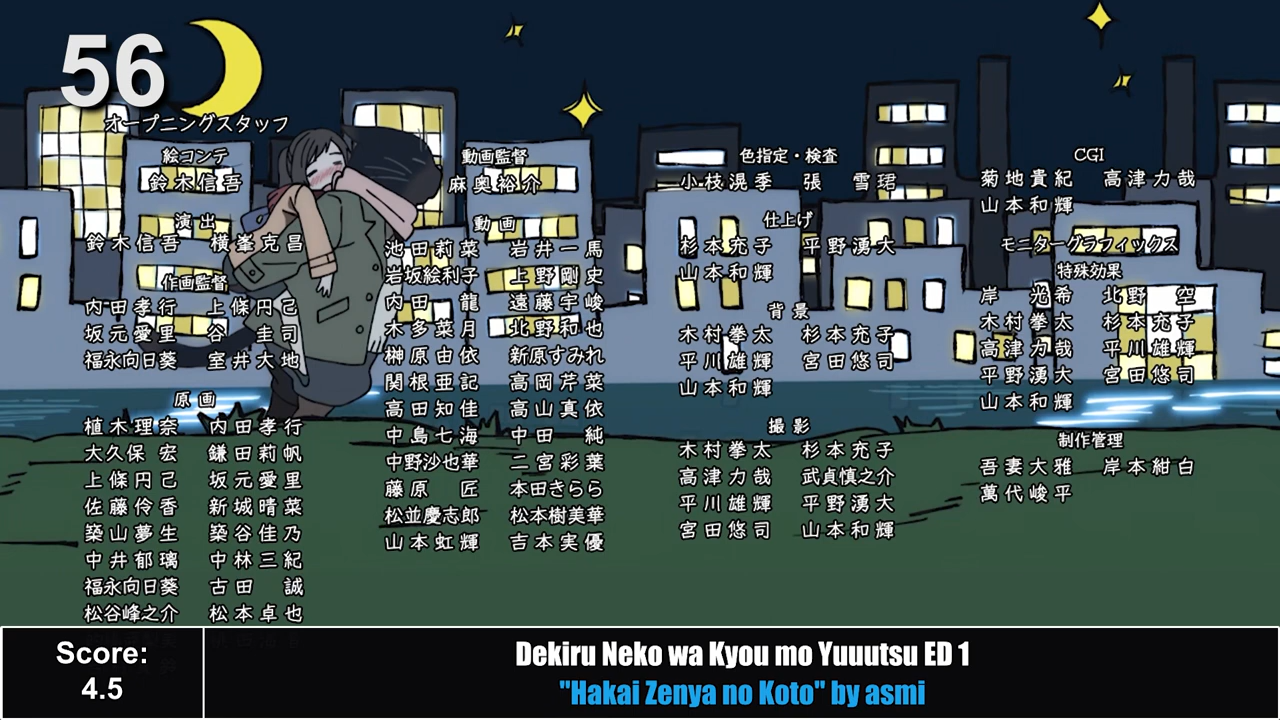 56
オープニングスタッフ
絵コンテ
鈴木信吾
演出
鈴木信吾 横峯克昌
作画監督
内田孝行 上條円己
坂元愛里 谷 圭司
福永向日葵 室井大地
原画
植木理奈 内田孝行
大久保 宏 鎌田莉帆
上條円己 坂元愛里
佐藤伶香 新城晴菜
築山夢生 築谷佳乃
中井郁璃 中林三紀
福永向日葵 古田 誠
松谷峰之介 松本卓也
動画監督
麻奥裕介
動画
池田莉菜 岩井一馬
岩坂絵利子 上野剛史
内田 龍 遠藤宇峻
木多菜月 北野和也
榊原由依 新原すみれ
関根亜記 高岡芹菜
高田知佳 高山真依
中島七海 中田 純
中野沙也華 二宮彩葉
藤原 匠 本田きらら
松並慶志郎 松本樹美華
山本虹輝 吉本実優
色指定・検査
小枝滉季 張 雪珺
仕上げ
杉本充子 平野湧大
山本和輝
背景
木村拳太 杉本充子
平川雄輝 宮田悠司
山本和輝
撮影
木村拳太 杉本充子
高津力哉 武貞慎之介
平川雄輝 平野湧大
宮田悠司 山本和輝
CGI
菊地貴紀 高津力哉
山本和輝
モニターグラフィックス
特殊効果
岸 光希 北野 空
木村拳太 杉本充子
高津力哉 平川雄輝
平野湧大 宮田悠司
山本和輝
制作管理
吾妻大雅 岸本紺白
萬代峻平
Score:
4.5
Dekiru Neko wa Kyou mo Yuuutsu ED 1
"Hakai Zenya no Koto" by asmi